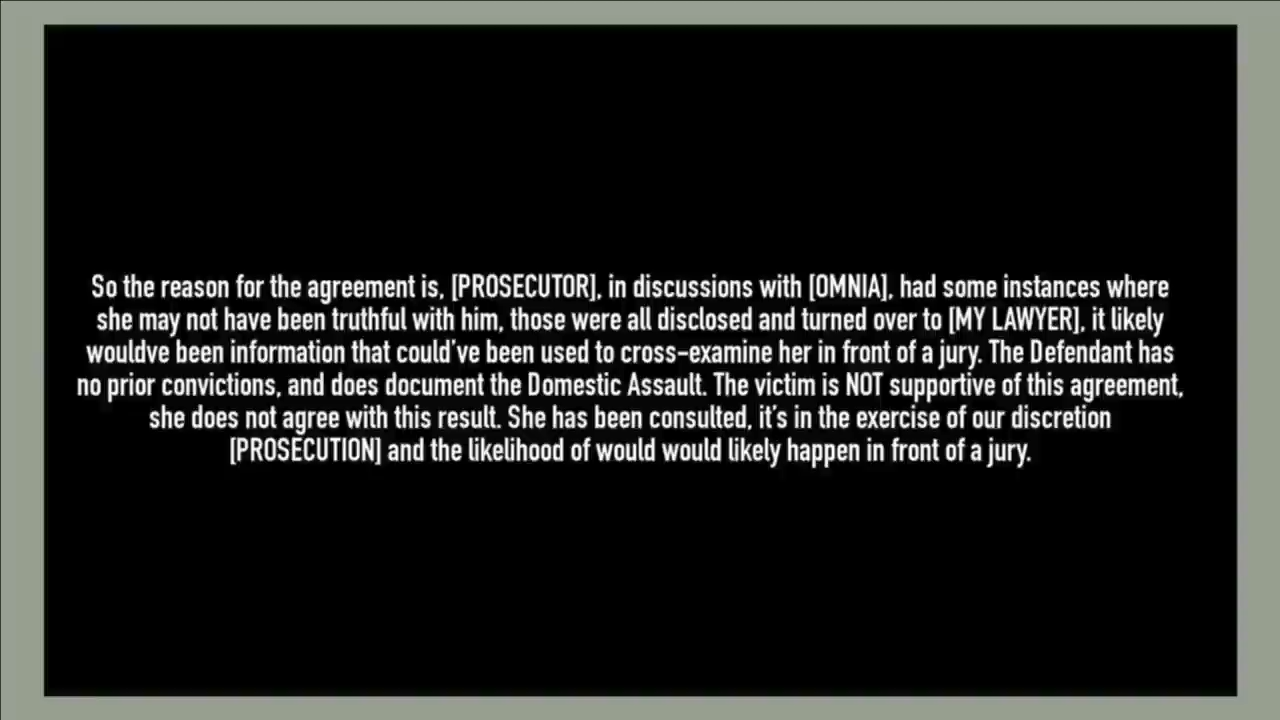 So the reason for the agreement is, [PROSECUTOR], in discussions with [OMNIA], had some instances where
she may not have been truthful with him, those were all disclosed and turned over to [MY LAWYER], it likely
wouldve been information that could've been used to cross-examine her in front of a jury. The Defendant has
no prior convictions, and does document the Domestic Assault. The victim is NOT supportive of this agreement,
she does not agree with this result. She has been consulted, it's in the exercise of our discretion
[PROSECUTION] and the likelihood of would would likely happen in front of a jury.